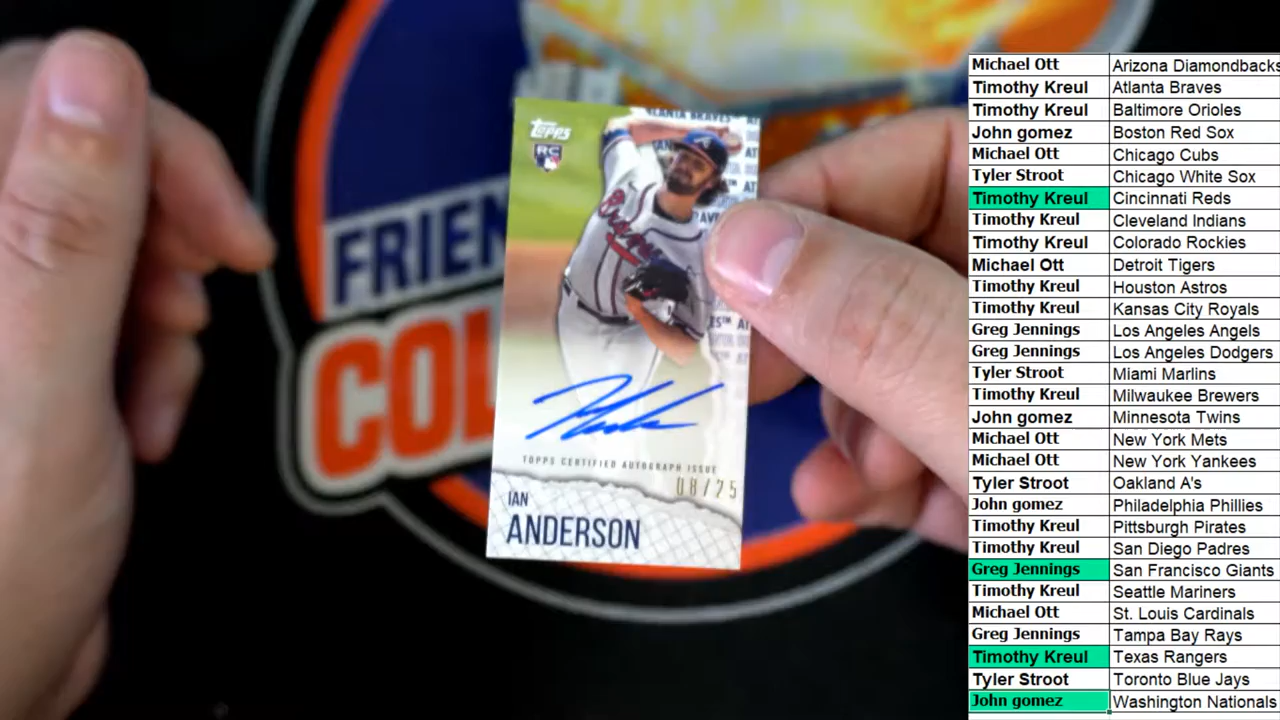 ATLANTA BRAVES
Topps
RC
Braves
TOPPS CERTIFIED AUTOGRAPH ISSUE
08/25
IAN
ANDERSON
FRIEN
COL
Michael Ott Arizona Diamondbacks
Timothy Kreul Atlanta Braves
Timothy Kreul Baltimore Orioles
John gomez Boston Red Sox
Michael Ott Chicago Cubs
Tyler Stroot Chicago White Sox
Timothy Kreul Cincinnati Reds
Timothy Kreul Cleveland Indians
Timothy Kreul Colorado Rockies
Michael Ott Detroit Tigers
Timothy Kreul Houston Astros
Timothy Kreul Kansas City Royals
Greg Jennings Los Angeles Angels
Greg Jennings Los Angeles Dodgers
Tyler Stroot Miami Marlins
Timothy Kreul Milwaukee Brewers
John gomez Minnesota Twins
Michael Ott New York Mets
Michael Ott New York Yankees
Tyler Stroot Oakland A's
John gomez Philadelphia Phillies
Timothy Kreul Pittsburgh Pirates
Timothy Kreul San Diego Padres
Greg Jennings San Francisco Giants
Timothy Kreul Seattle Mariners
Michael Ott St. Louis Cardinals
Greg Jennings Tampa Bay Rays
Timothy Kreul Texas Rangers
Tyler Stroot Toronto Blue Jays
John gomez Washington Nationals